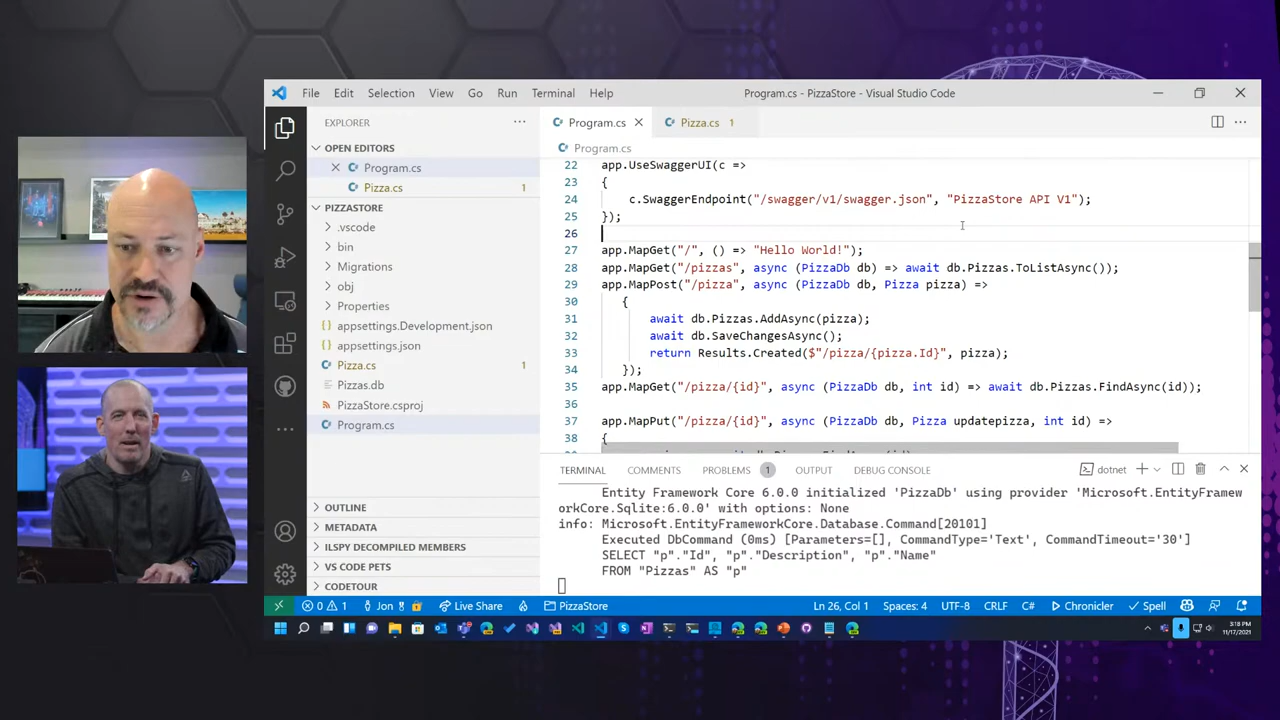 File Edit Selection View Go Run Terminal Help
Program.cs - PizzaStore - Visual Studio Code
EXPLORER
OPEN EDITORS
Program.cs
Pizza.cs 1
PIZZASTORE
.vscode
bin
Migrations
obj
Properties
appsettings.Development.json
appsettings.json
Pizza.cs 1
Pizzas.db
PizzaStore.csproj
Program.cs
OUTLINE
METADATA
ILSPY DECOMPILED MEMBERS
VS CODE PETS
CODETOUR
Program.cs Pizza.cs 1
Program.cs
22 app.UseSwaggerUI(c =>
23 {
24 c.SwaggerEndpoint("/swagger/v1/swagger.json", "PizzaStore API V1");
25 });
26
27 app.MapGet("/", () => "Hello World!");
28 app.MapGet("/pizzas", async (PizzaDb db) => await db.Pizzas.ToListAsync());
29 app.MapPost("/pizza", async (PizzaDb db, Pizza pizza) =>
30 {
31 await db.Pizzas.AddAsync(pizza);
32 await db.SaveChangesAsync();
33 return Results.Created($"/pizza/{pizza.Id}", pizza);
34 });
35 app.MapGet("/pizza/{id}", async (PizzaDb db, int id) => await db.Pizzas.FindAsync(id));
36
37 app.MapPut("/pizza/{id}", async (PizzaDb db, Pizza updatepizza, int id) =>
38 {
TERMINAL COMMENTS PROBLEMS 1 OUTPUT DEBUG CONSOLE dotnet
Entity Framework Core 6.0.0 initialized 'PizzaDb' using provider 'Microsoft.EntityFramew
orkCore.Sqlite:6.0.0' with options: None
info: Microsoft.EntityFrameworkCore.Database.Command[20101]
Executed DbCommand (0ms) [Parameters=[], CommandType='Text', CommandTimeout='30']
SELECT "p"."Id", "p"."Description", "p"."Name"
FROM "Pizzas" AS "p"
0 1 Jon Live Share PizzaStore Ln 26, Col 1 Spaces: 4 UTF-8 CRLF C# Chronicler Spell
3:18 PM
11/17/2021